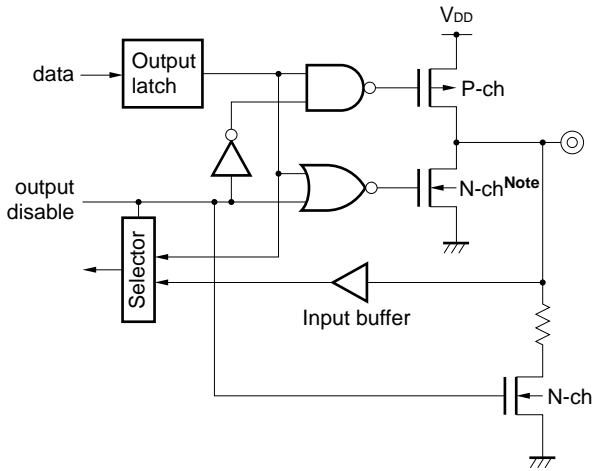 VDD
data
Output
latch
P-ch
output
disable
N-chNote
Selector
Input buffer
N-ch